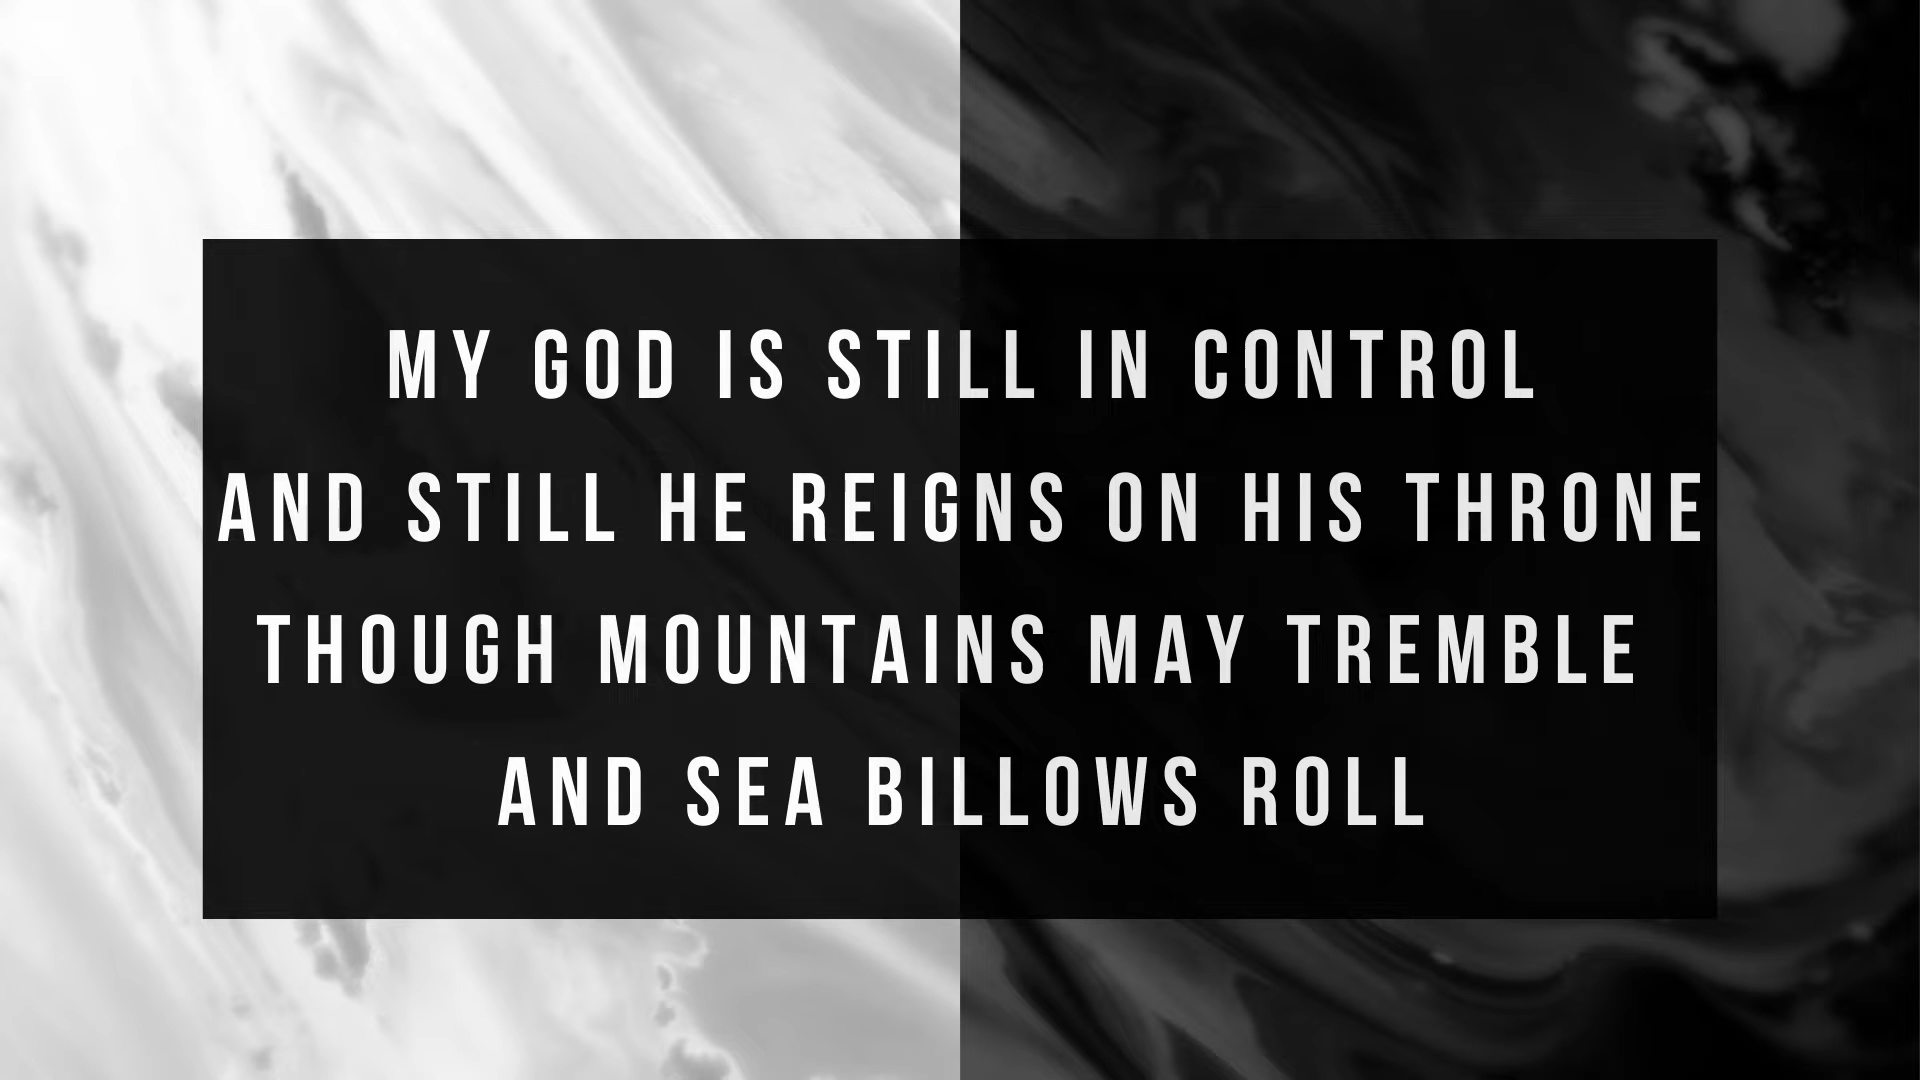 MY GOD IS STILL IN CONTROL
AND STILL HE REIGNS ON HIS THRONE
THOUGH MOUNTAINS MAY TREMBLE
AND SEA BILLOWS ROLL